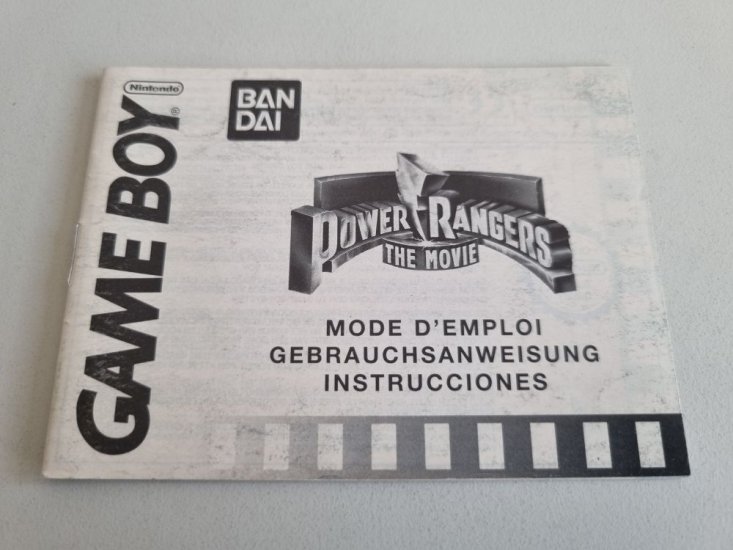 Nintendo
GAME BOY®
BAN
DAI
POWER RANGERS
THE MOVIE
MODE D'EMPLOI
GEBRAUCHSANWEISUNG
INSTRUCCIONES